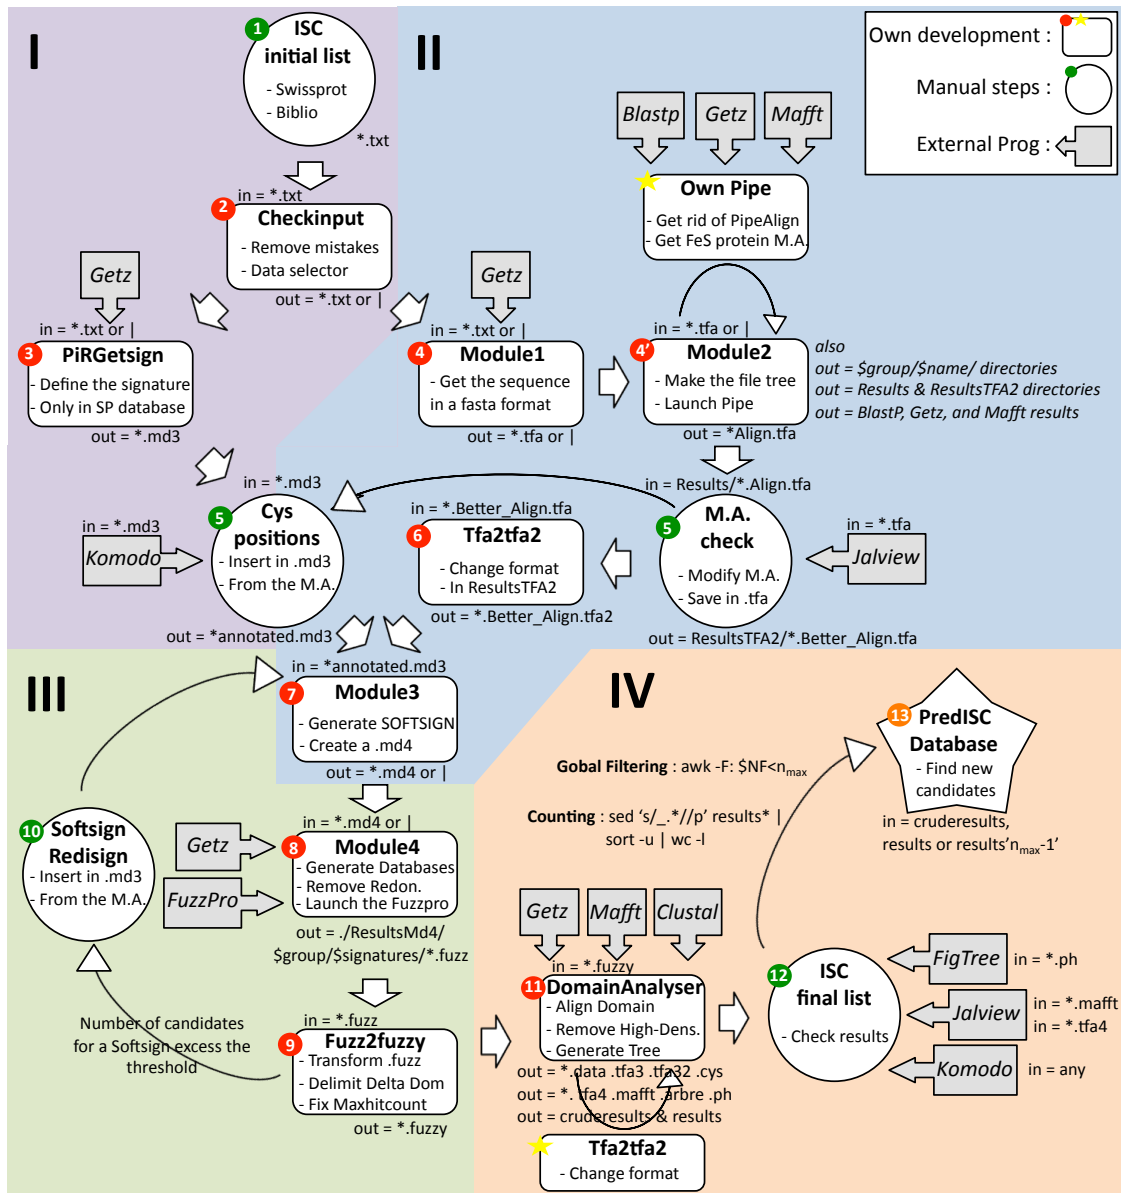 I
1
ISC
initial list
- Swissprot
- Biblio
*.txt
in = *.txt
2
Checkinput
- Remove mistakes
- Data selector
out = *.txt or |
Getz
in = *.txt or |
3
PiRGetsign
- Define the signature
- Only in SP database
out = *.md3
II
Blastp
Getz
Mafft
Own Pipe
- Get rid of PipeAlign
- Get FeS protein M.A.
Own development :
Manual steps :
External Prog :
Getz
in = *.txt or |
4
Module1
- Get the sequence
in a fasta format
out = *.tfa or |
in = *.tfa or |
4'
Module2
- Make the file tree
- Launch Pipe
out = *Align.tfa
also
out = $group/$name/ directories
out = Results & ResultsTFA2 directories
out = BlastP, Getz, and Mafft results
in = *.md3
5
Cys
positions
- Insert in .md3
- From the M.A.
out = *annotated.md3
in = *.md3
Komodo
in = *.Better_Align.tfa
6
Tfa2tfa2
- Change format
- In ResultsTFA2
out = *.Better_Align.tfa2
in = Results/*.Align.tfa
5
M.A.
check
- Modify M.A.
- Save in .tfa
out = ResultsTFA2/*.Better_Align.tfa
in = *.tfa
Jalview
III
in = *annotated.md3
7
Module3
- Generate SOFTSIGN
- Create a .md4
out = *.md4 or |
10
Softsign
Redisign
- Insert in .md3
- From the M.A.
Getz
FuzzPro
in = *.md4 or |
8
Module4
- Generate Databases
- Remove Redon.
- Launch the Fuzzpro
out = ./ResultsMd4/
$group/$signatures/*.fuzz
Number of candidates
for a Softsign excess the
threshold
in = *.fuzz
9
Fuzz2fuzzy
- Transform .fuzz
- Delimit Delta Dom
- Fix Maxhitcount
out = *.fuzzy
IV
Gobal Filtering : awk -F: $NF<nmax
Counting : sed ‘s/_.*//p’ results* |
sort -u | wc -l
13
PredISC
Database
- Find new
candidates
in = cruderesults,
results or results’nmax-1’
Getz
Mafft
Clustal
in = *.fuzzy
11
DomainAnalyser
- Align Domain
- Remove High-Dens.
- Generate Tree
out = *.data .tfa3 .tfa32 .cys
out = *. tfa4 .mafft .arbre .ph
out = cruderesults & results
Tfa2tfa2
- Change format
12
ISC
final list
- Check results
FigTree
in = *.ph
Jalview
in = *.mafft
in = *.tfa4
Komodo
in = any